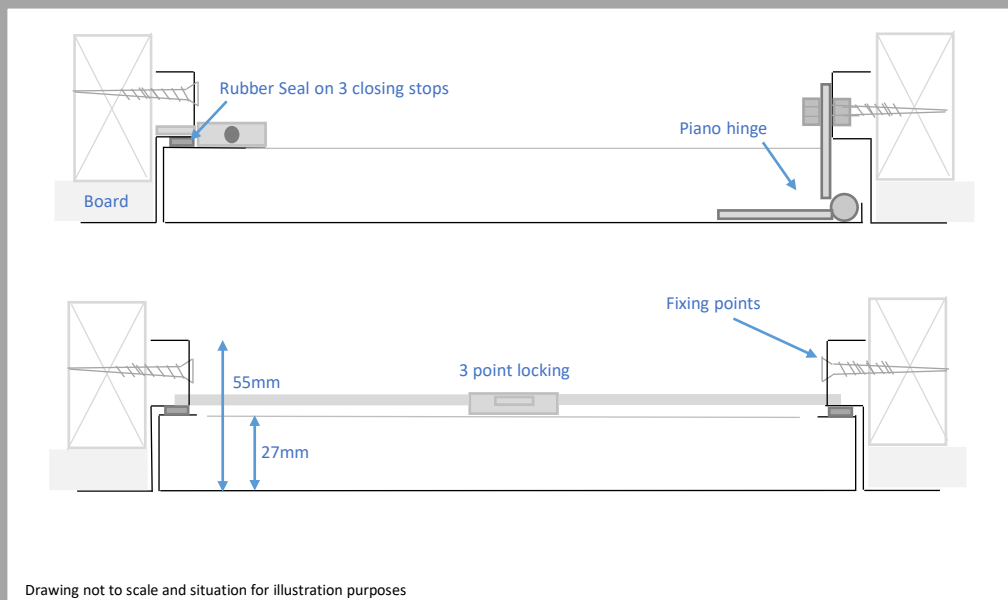 Rubber Seal on 3 closing stops
Piano hinge
Board
Fixing points
3 point locking
55mm
27mm
Drawing not to scale and situation for illustration purposes